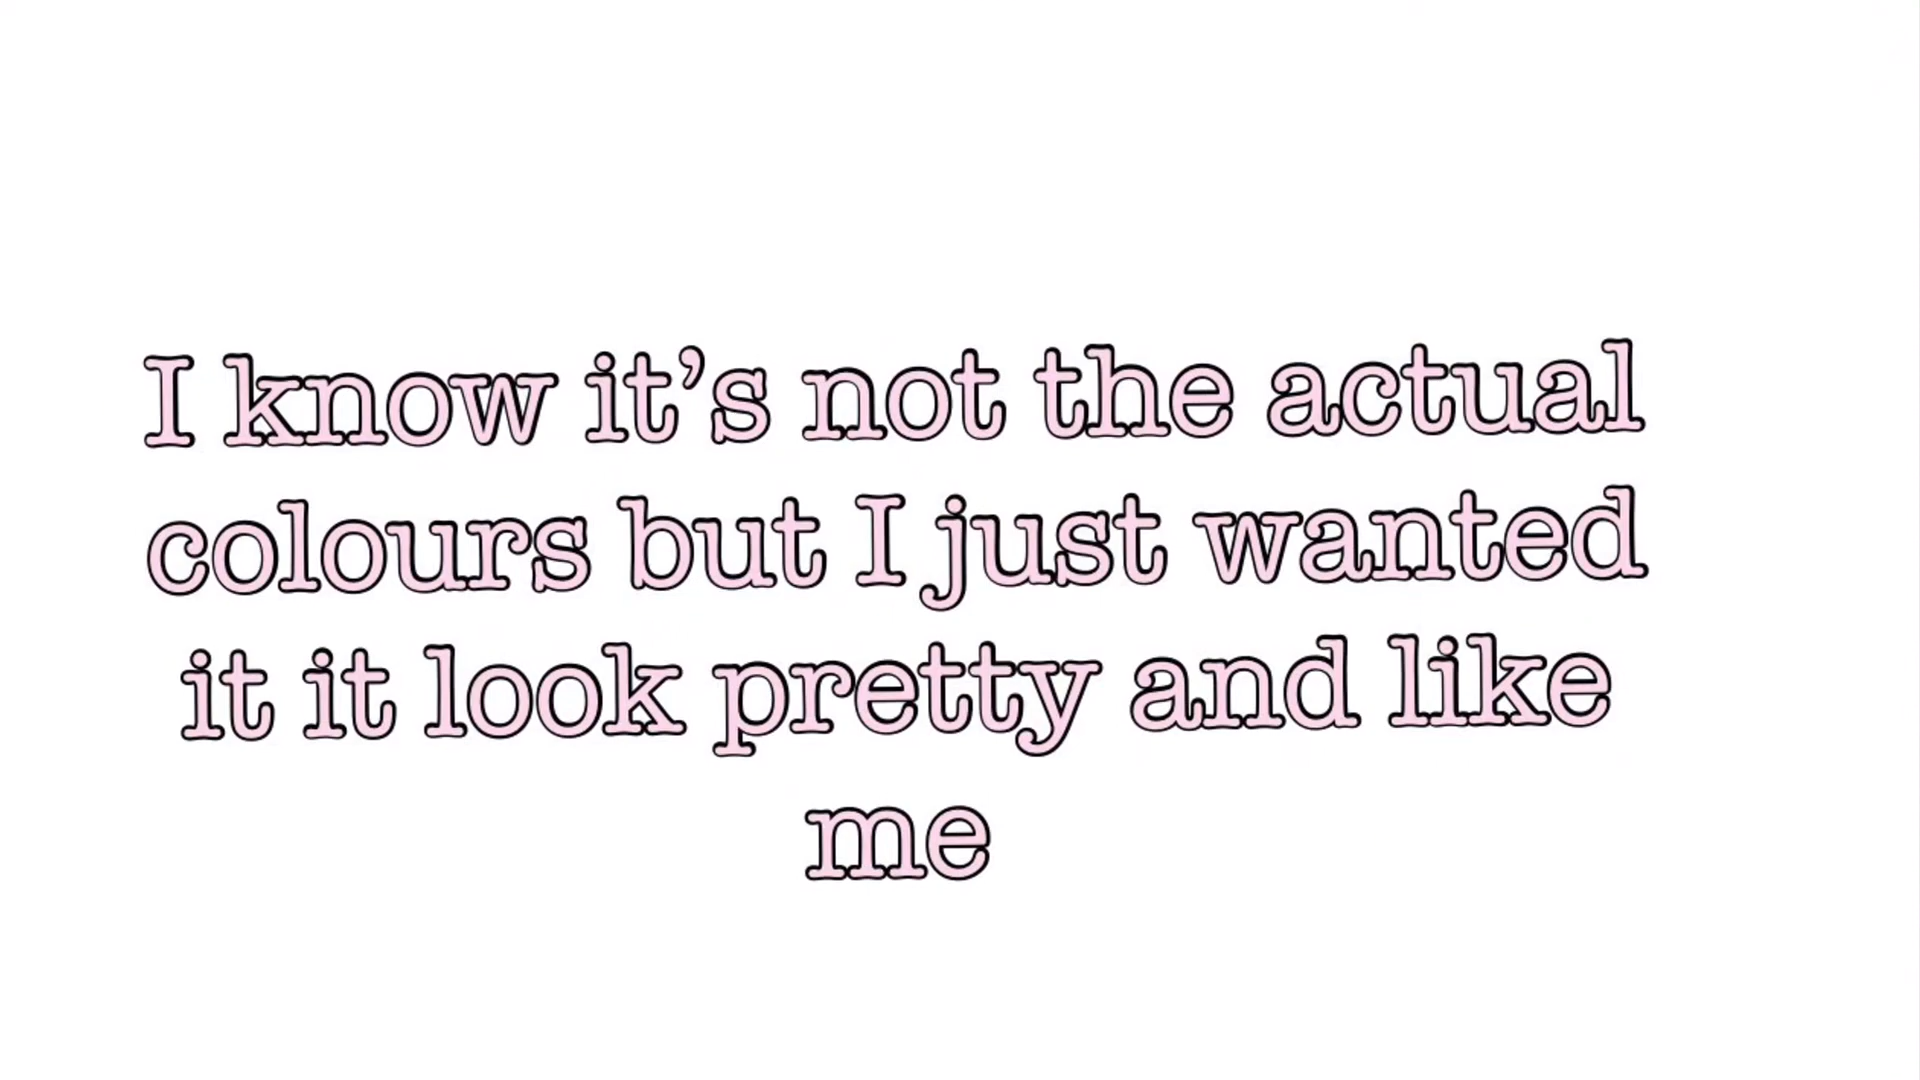 I know it’s not the actual
colours but I just wanted
it it look pretty and like
me